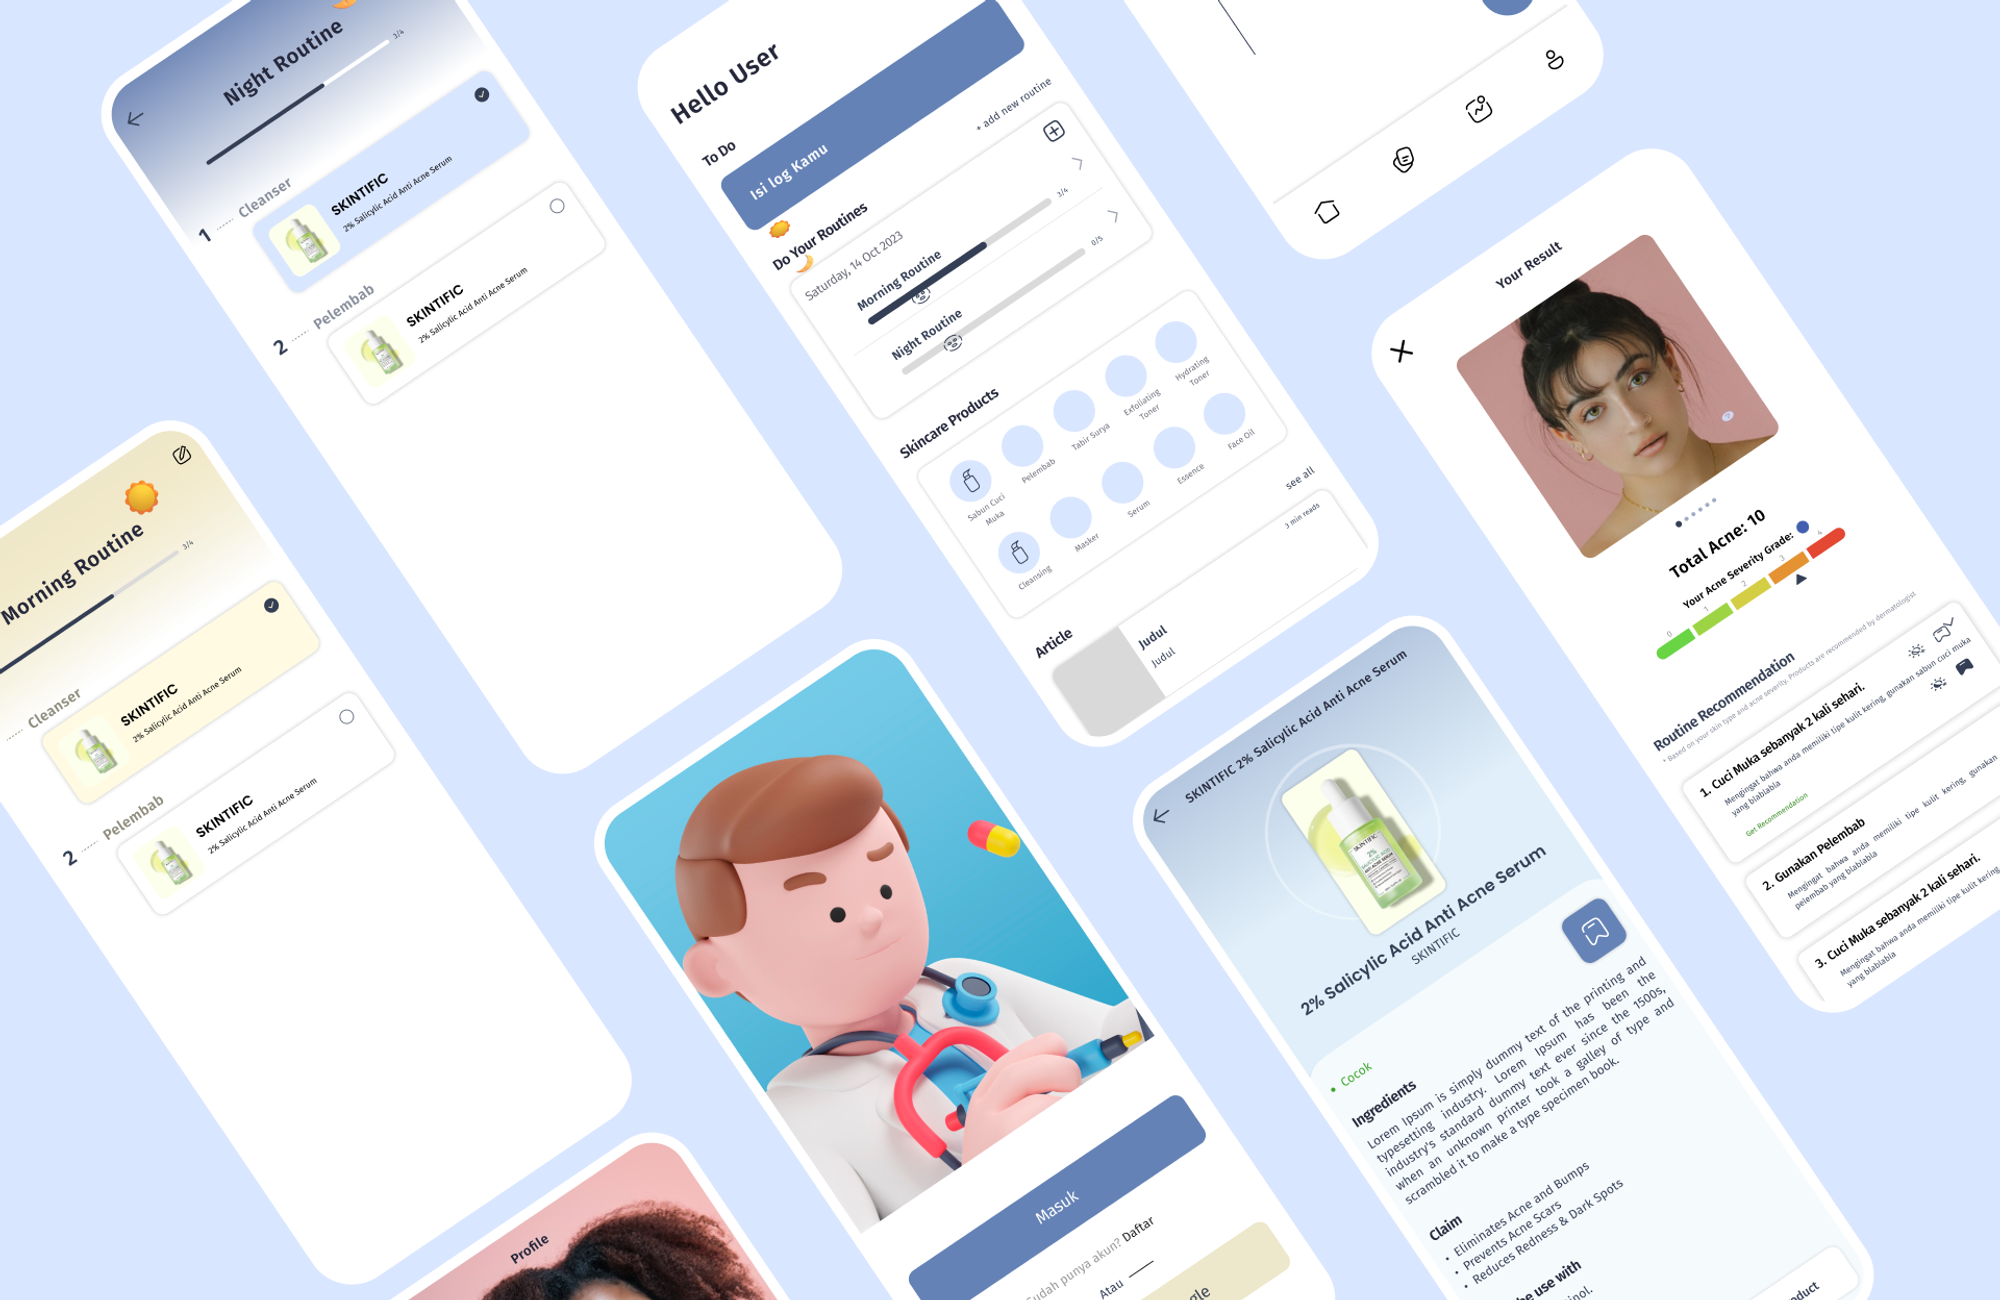 Night Routine
3/4
1
Cleanser
SKINTIFIC
2% Salicylic Acid Anti Acne Serum
2
Pelembab
SKINTIFIC
2% Salicylic Acid Anti Acne Serum
Morning Routine
3/4
Cleanser
SKINTIFIC
2% Salicylic Acid Anti Acne Serum
2
Pelembab
SKINTIFIC
2% Salicylic Acid Anti Acne Serum
Hello User
To Do
Isi log Kamu
+ add new routine
Do Your Routines
Saturday, 14 Oct 2023
Morning Routine
3/4
Night Routine
0/5
Skincare Products
Sabun Cuci
Muka
Pelembab
Tabir Surya
Exfoliating
Toner
Hydrating
Toner
Cleansing
Masker
Serum
Essence
Face Oil
see all
Article
3 min reads
Judul
Judul
Profile
Masuk
Sudah punya akun? Daftar
Atau
gle
SKINTIFIC 2% Salicylic Acid Anti Acne Serum
SKINTIFIC
2%
2% Salicylic Acid Anti Acne Serum
SKINTIFIC
• Cocok
Ingredients
Lorem Ipsum is simply dummy text of the printing and
typesetting industry. Lorem Ipsum has been the
industry's standard dummy text ever since the 1500s,
when an unknown printer took a galley of type and
scrambled it to make a type specimen book.
Claim
• Eliminates Acne and Bumps
• Prevents Acne Scars
• Reduces Redness & Dark Spots
be use with
inol.
oduct
Your Result
Total Acne: 10
Your Acne Severity Grade:
0
1
2
3
4
Routine Recommendation
* Based on your skin type and acne severity. Products are recommended by dermatologist
1. Cuci Muka sebanyak 2 kali sehari.
Mengingat bahwa anda memiliki tipe kulit kering, gunakan sabun cuci muka
yang blablabla
Get Recommendation
2. Gunakan Pelembab
Mengingat bahwa anda memiliki tipe kulit kering, gunakan
pelembab yang blablabla
3. Cuci Muka sebanyak 2 kali sehari.
Mengingat bahwa anda memiliki tipe kulit kering,
yang blablabla